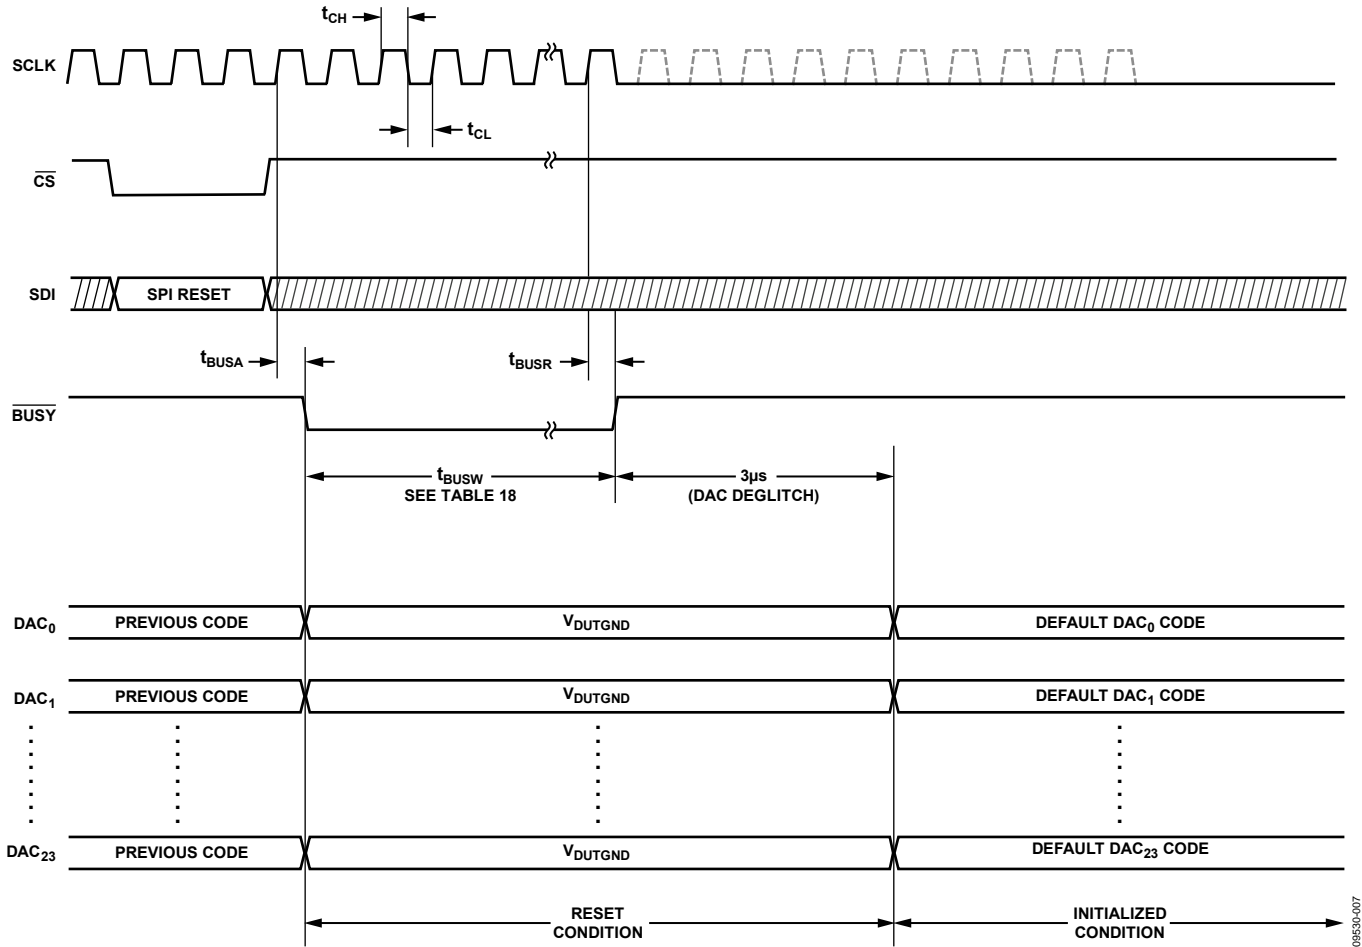 tCH
SCLK
tCL
CS
SDI
SPI RESET
tBUSA
tBUSR
BUSY
tBUSW
SEE TABLE 18
3µs
(DAC DEGLITCH)
DAC0
PREVIOUS CODE
VDUTGND
DEFAULT DAC0 CODE
DAC1
PREVIOUS CODE
VDUTGND
DEFAULT DAC1 CODE
DAC23
PREVIOUS CODE
VDUTGND
DEFAULT DAC23 CODE
RESET
CONDITION
INITIALIZED
CONDITION
09530-007